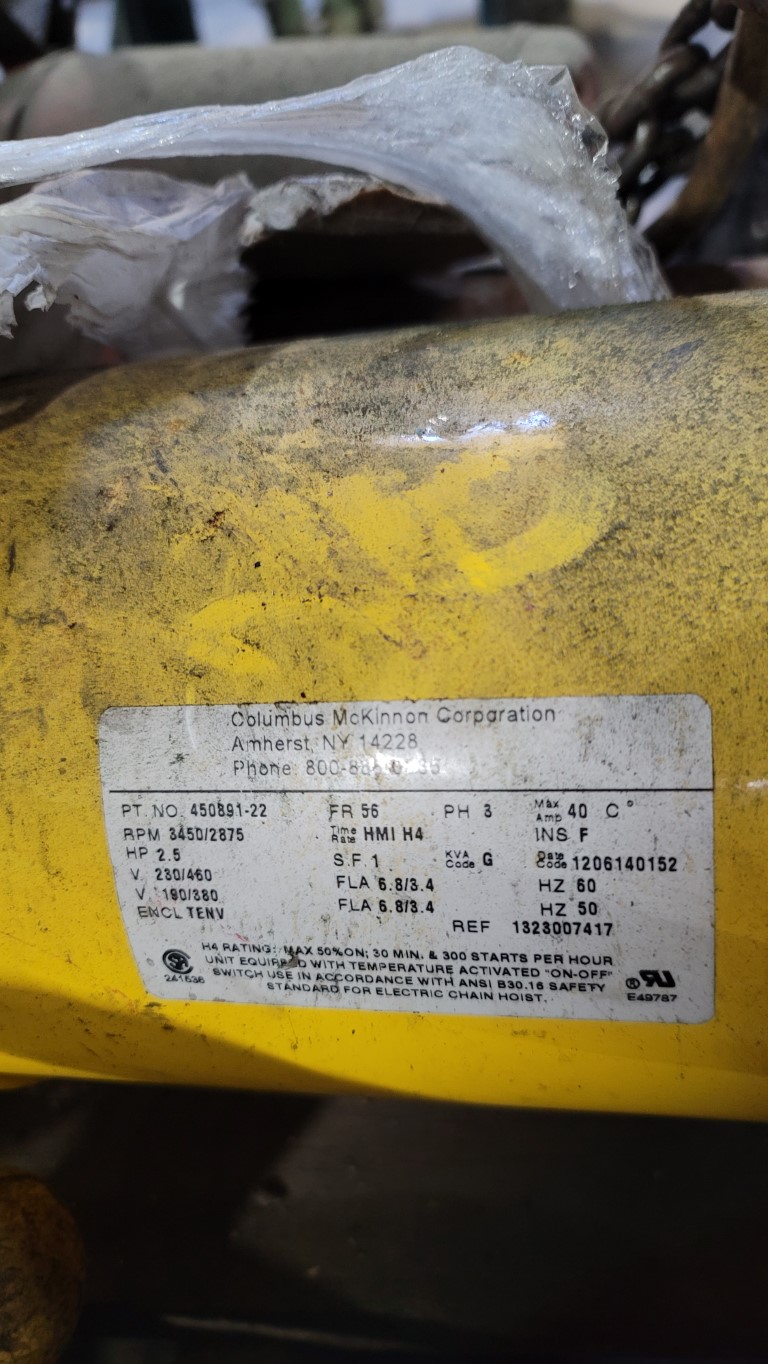 Columbus McKinnon Corporation
Amherst, NY 14228
Phone 800-
PT. NO. 450891-22 FR 56 PH 3 Max Amp 40 C°
RPM 3450/2875 Time Rate HMI H4 INS F
HP 2.5 S.F. 1 KVA Code G Date Code 1206140152
V 230/460 FLA 6.8/3.4 HZ 60
V 190/380 FLA 6.8/3.4 HZ 50
ENCL TENV REF 1323007417
H4 RATING: MAX 50% ON; 30 MIN. & 300 STARTS PER HOUR
UNIT EQUIPPED WITH TEMPERATURE ACTIVATED "ON-OFF"
SWITCH USE IN ACCORDANCE WITH ANSI B30.16 SAFETY
STANDARD FOR ELECTRIC CHAIN HOIST.
241536
E49787